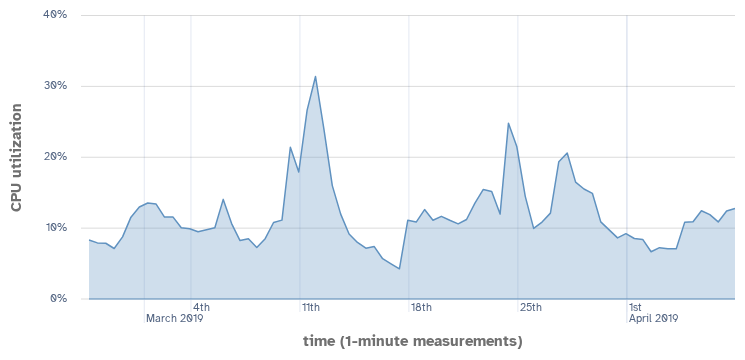 40%
30%
20%
10%
0%
CPU utilization
4th
11th
18th
25th
1st
March 2019
April 2019
time (1-minute measurements)